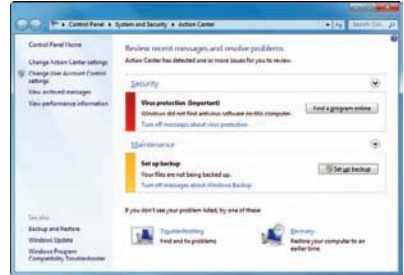 Control Panel ▸ System and Security ▸ Action Center
Search Con...
Control Panel Home
Change Action Center settings
Change User Account Control settings
View archived messages
View performance information
Review recent messages and resolve problems
Action Center has detected one or more issues for you to review.
Security
Virus protection (Important)
Windows did not find antivirus software on this computer.
Turn off messages about virus protection
Find a program online
Maintenance
Set up backup
Your files are not being backed up.
Turn off messages about Windows Backup
Set up backup
If you don't see your problem listed, try one of these:
Troubleshooting
Find and fix problems
Recovery
Restore your computer to an earlier time
See also
Backup and Restore
Windows Update
Windows Program
Compatibility Troubleshooter